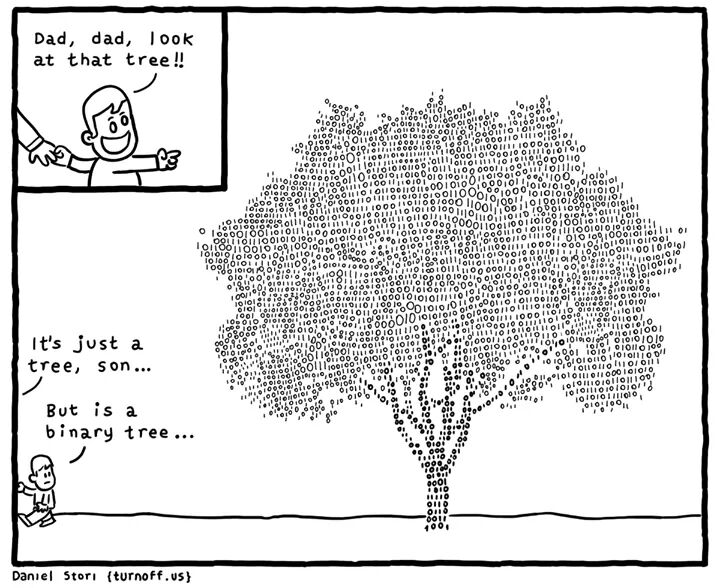 Dad, dad, look
at that tree!!
It's just a
tree, son...
But is a
binary tree...
Daniel Stori {turnoff.us}